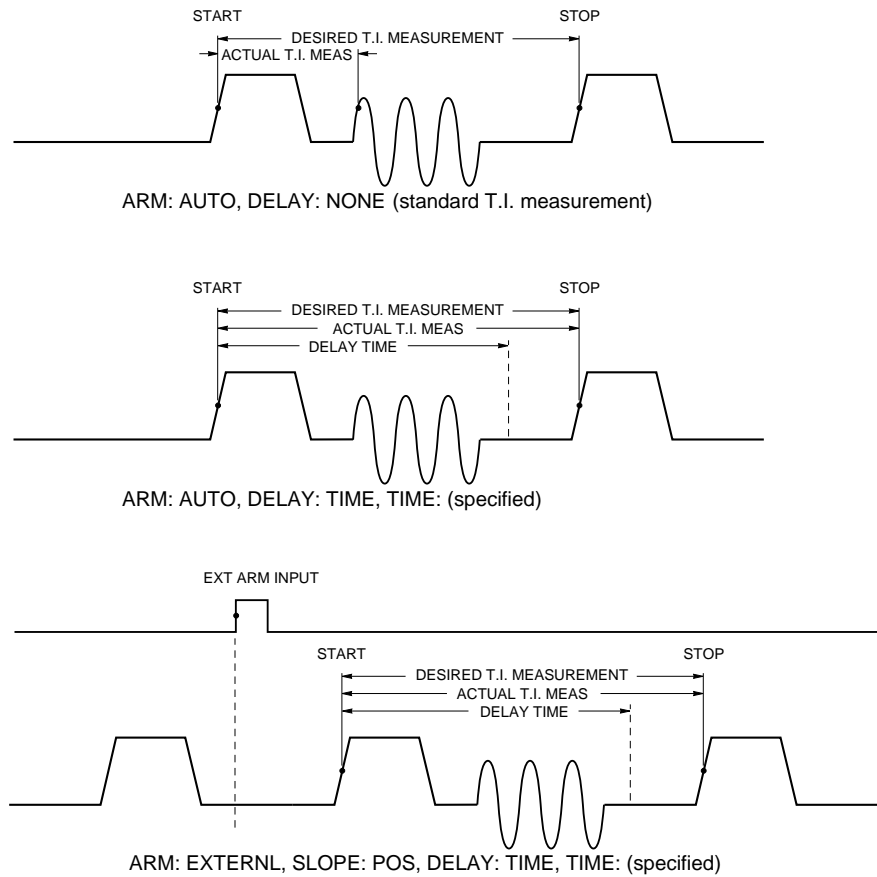 START STOP
DESIRED T.I. MEASUREMENT
ACTUAL T.I. MEAS
ARM: AUTO, DELAY: NONE (standard T.I. measurement)
START STOP
DESIRED T.I. MEASUREMENT
ACTUAL T.I. MEAS
DELAY TIME
ARM: AUTO, DELAY: TIME, TIME: (specified)
EXT ARM INPUT
START STOP
DESIRED T.I. MEASUREMENT
ACTUAL T.I. MEAS
DELAY TIME
ARM: EXTERNL, SLOPE: POS, DELAY: TIME, TIME: (specified)